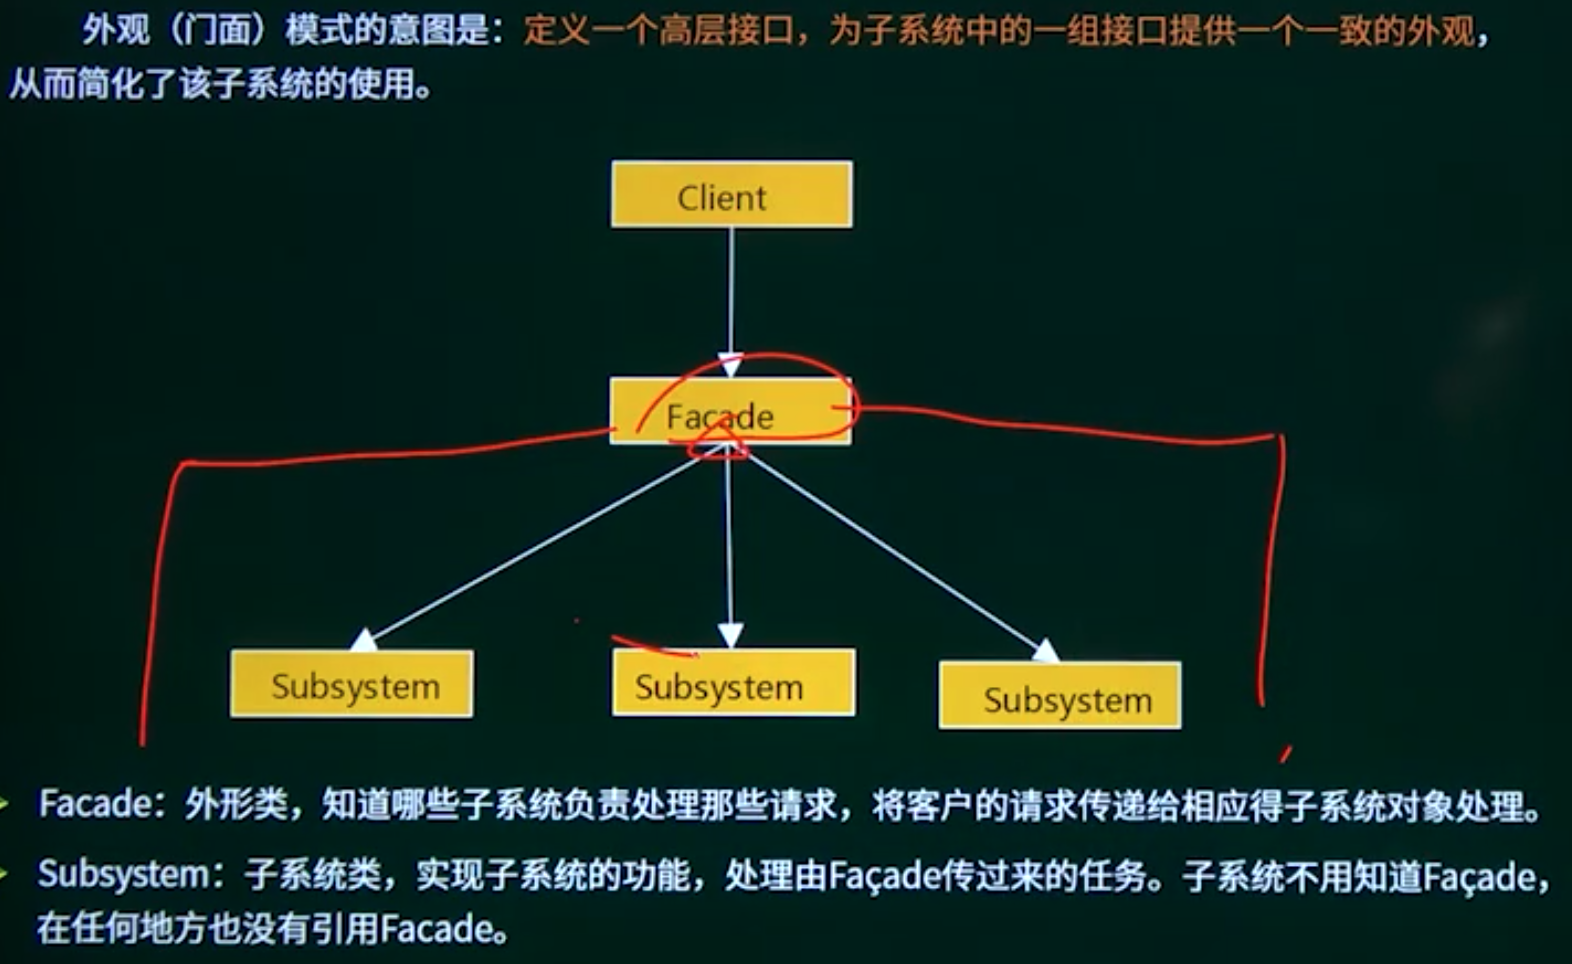 外观（门面）模式的意图是：定义一个高层接口，为子系统中的一组接口提供一个一致的外观，
从而简化了该子系统的使用。
Client
Facade
Subsystem
Subsystem
Subsystem
Facade：外形类，知道哪些子系统负责处理那些请求，将客户的请求传递给相应得子系统对象处理。
Subsystem：子系统类，实现子系统的功能，处理由Façade传过来的任务。子系统不用知道Façade，
在任何地方也没有引用Facade。